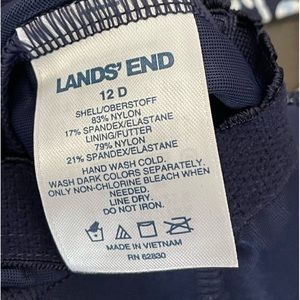 LANDS' END
12 D
SHELL/OBERSTOFF
83% NYLON
17% SPANDEX/ELASTANE
LINING/FUTTER
79% NYLON
21% SPANDEX/ELASTANE
HAND WASH COLD.
WASH DARK COLORS SEPARATELY.
ONLY NON-CHLORINE BLEACH WHEN
NEEDED.
LINE DRY.
DO NOT IRON.
MADE IN VIETNAM
RN 62830